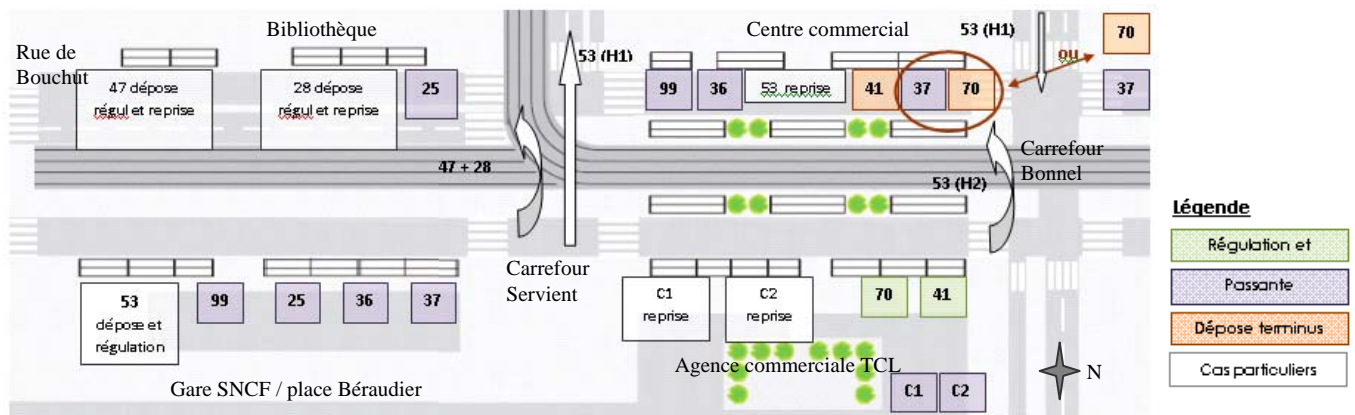 Bibliothèque
Centre commercial
53 (H1)
70
ou
Rue de
Bouchut
47 dépose
régul et reprise
28 dépose
régul et reprise
25
53 (H1)
99
36
53 reprise
41
37
70
37
47 + 28
53 (H2)
Carrefour
Bonnel
Carrefour
Servient
53
dépose et
régulation
99
25
36
37
C1
reprise
C2
reprise
70
41
Gare SNCF / place Béraudier
Agence commerciale TCL
C1
C2
N
Légende
Régulation et
Passante
Dépose terminus
Cas particuliers